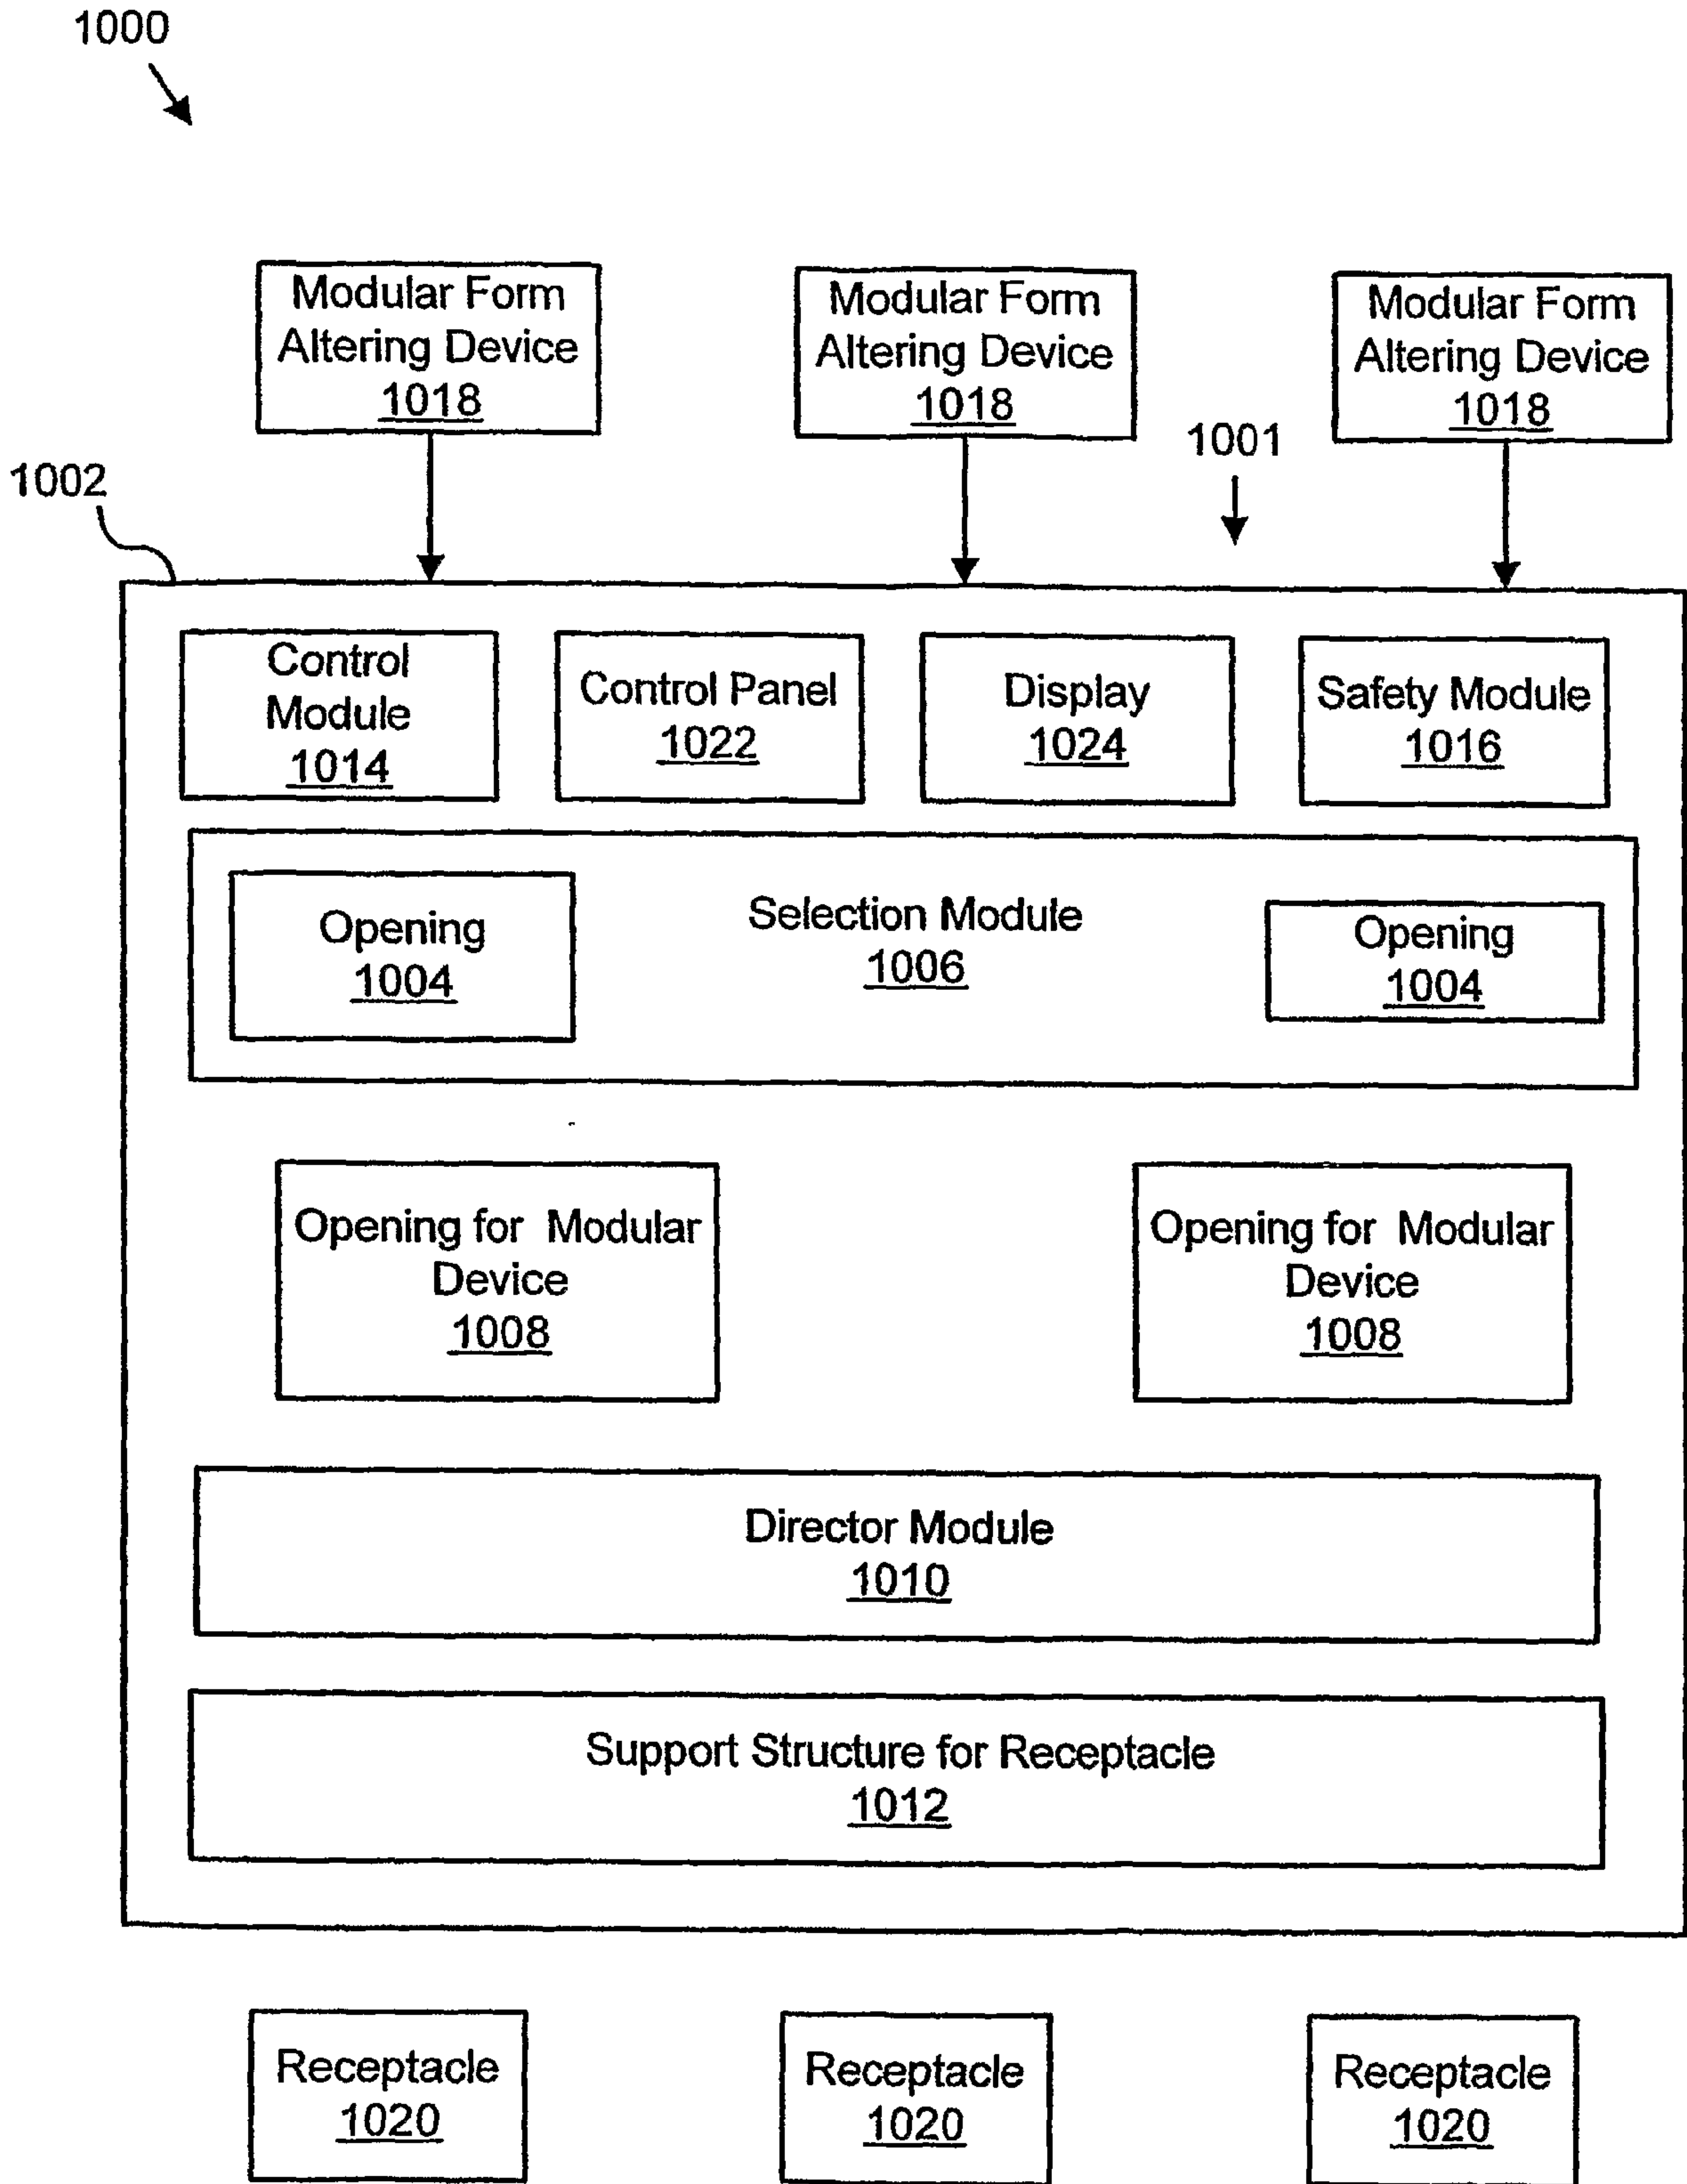 1000
Modular Form
Altering Device
1018
Modular Form
Altering Device
1018
Modular Form
Altering Device
1018
1001
1002
Control
Module
1014
Control Panel
1022
Display
1024
Safety Module
1016
Opening
1004
Selection Module
1006
Opening
1004
Opening for Modular
Device
1008
Opening for Modular
Device
1008
Director Module
1010
Support Structure for Receptacle
1012
Receptacle
1020
Receptacle
1020
Receptacle
1020